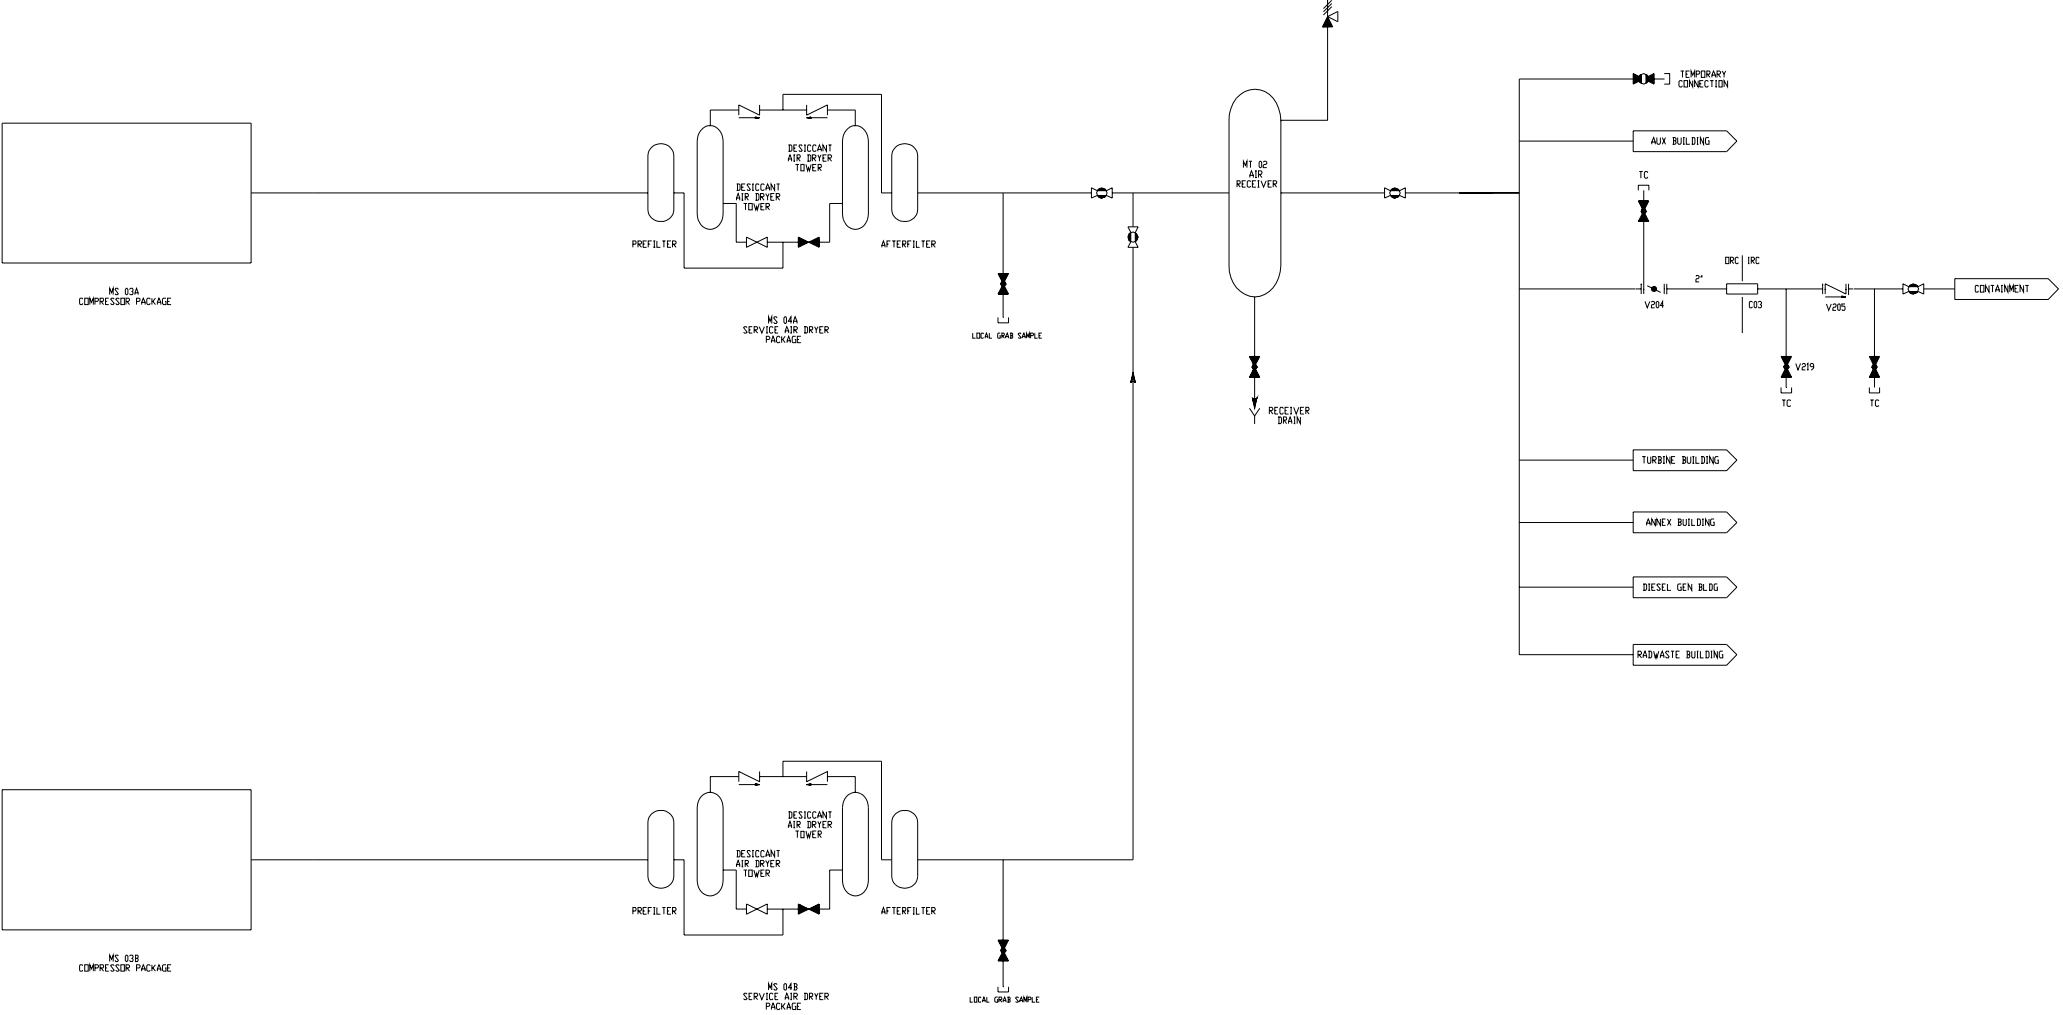 TEMPORARY
CONNECTION
AUX BUILDING
DESICCANT
AIR DRYER
TOWER
DESICCANT
AIR DRYER
TOWER
MT 02
AIR
RECEIVER
TC
PREFILTER
AFTERFILTER
ORC IRC
2"
CONTAINMENT
V204
C03
V205
MS 03A
COMPRESSOR PACKAGE
MS 04A
SERVICE AIR DRYER
PACKAGE
LOCAL GRAB SAMPLE
V219
TC
TC
RECEIVER
DRAIN
TURBINE BUILDING
ANNEX BUILDING
DIESEL GEN BLDG
RADWASTE BUILDING
DESICCANT
AIR DRYER
TOWER
DESICCANT
AIR DRYER
TOWER
PREFILTER
AFTERFILTER
MS 03B
COMPRESSOR PACKAGE
MS 04B
SERVICE AIR DRYER
PACKAGE
LOCAL GRAB SAMPLE